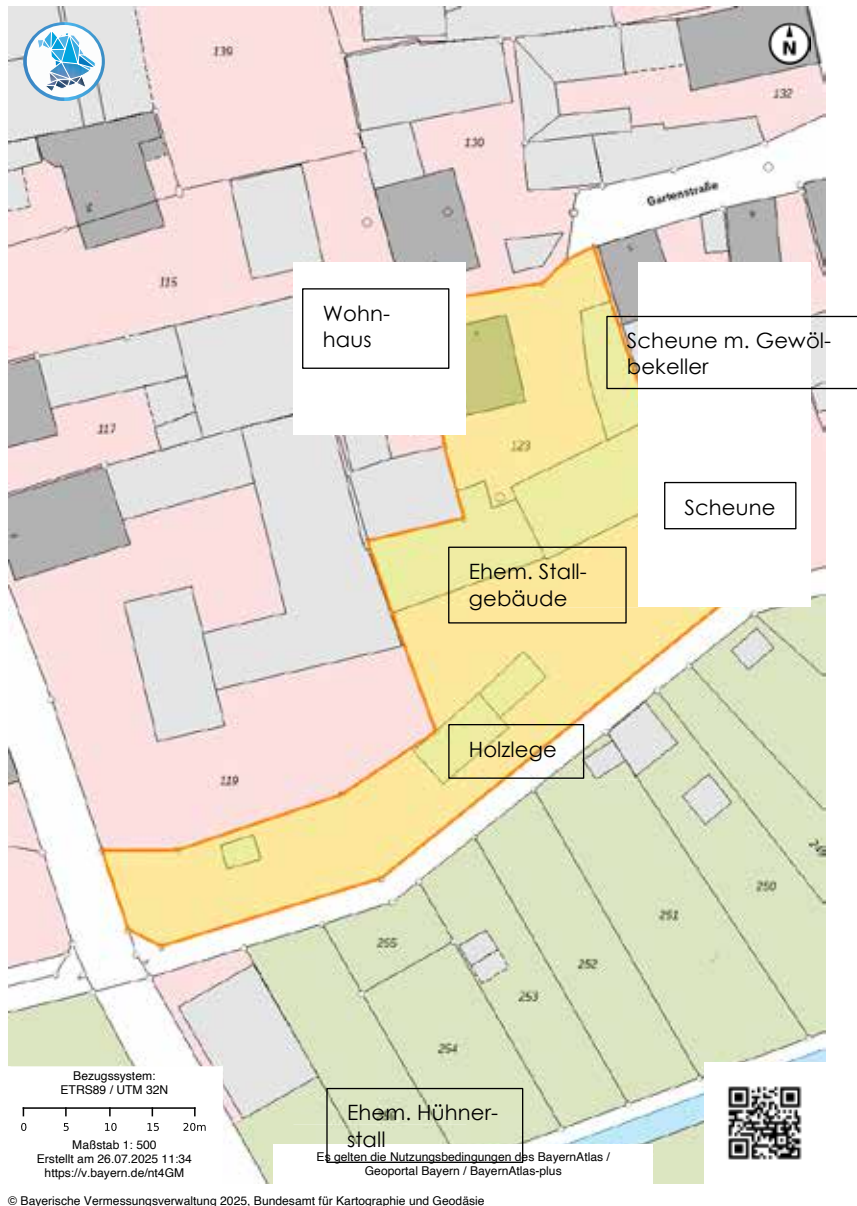 139
N
132
130
Gartenstraße
115
Wohn-
haus
Scheune m. Gewöl-
bekeller
117
123
Scheune
Ehem. Stall-
gebäude
Holzlege
119
249
250
251
255
252
253
254
Ehem. Hühner-
stall
Bezugssystem:
ETRS89 / UTM 32N
0 5 10 15 20m
Maßstab 1: 500
Erstellt am 26.07.2025 11:34
https://v.bayern.de/nt4GM
Es gelten die Nutzungsbedingungen des BayernAtlas /
Geoportal Bayern / BayernAtlas-plus
© Bayerische Vermessungsverwaltung 2025, Bundesamt für Kartographie und Geodäsie